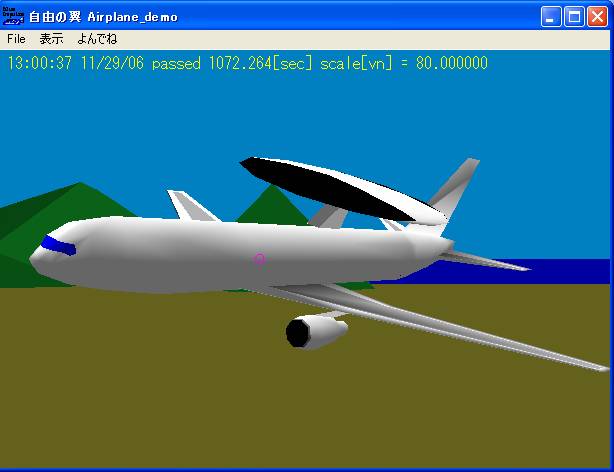 自由の翼 Airplane_demo
File 表示 よんでね
13:00:37 11/29/06 passed 1072.264[sec] scale[vn] = 80.000000